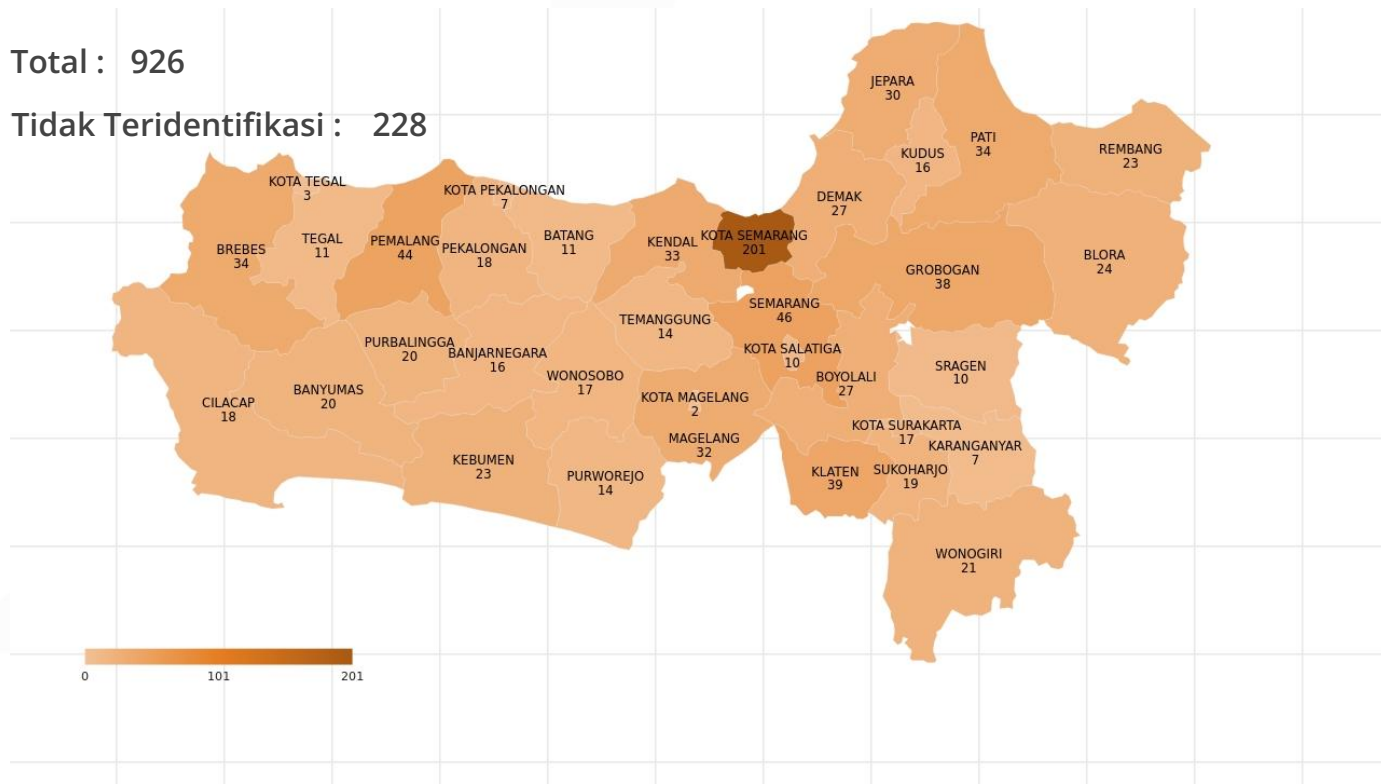 Total : 926
Tidak Teridentifikasi : 228
JEPARA
30
PATI
34
KUDUS
16
REMBANG
23
KOTA TEGAL
3
KOTA PEKALONGAN
7
DEMAK
27
BREBES
34
TEGAL
11
PEMALANG
44
PEKALONGAN
18
BATANG
11
KENDAL
33
KOTA SEMARANG
201
GROBOGAN
38
BLORA
24
SEMARANG
46
TEMANGGUNG
14
PURBALINGGA
20
BANJARNEGARA
16
KOTA SALATIGA
10
WONOSOBO
17
BOYOLALI
27
SRAGEN
10
CILACAP
18
BANYUMAS
20
KOTA MAGELANG
2
MAGELANG
32
KOTA SURAKARTA
17
KARANGANYAR
7
KEBUMEN
23
PURWOREJO
14
KLATEN
39
SUKOHARJO
19
WONOGIRI
21
0 101 201